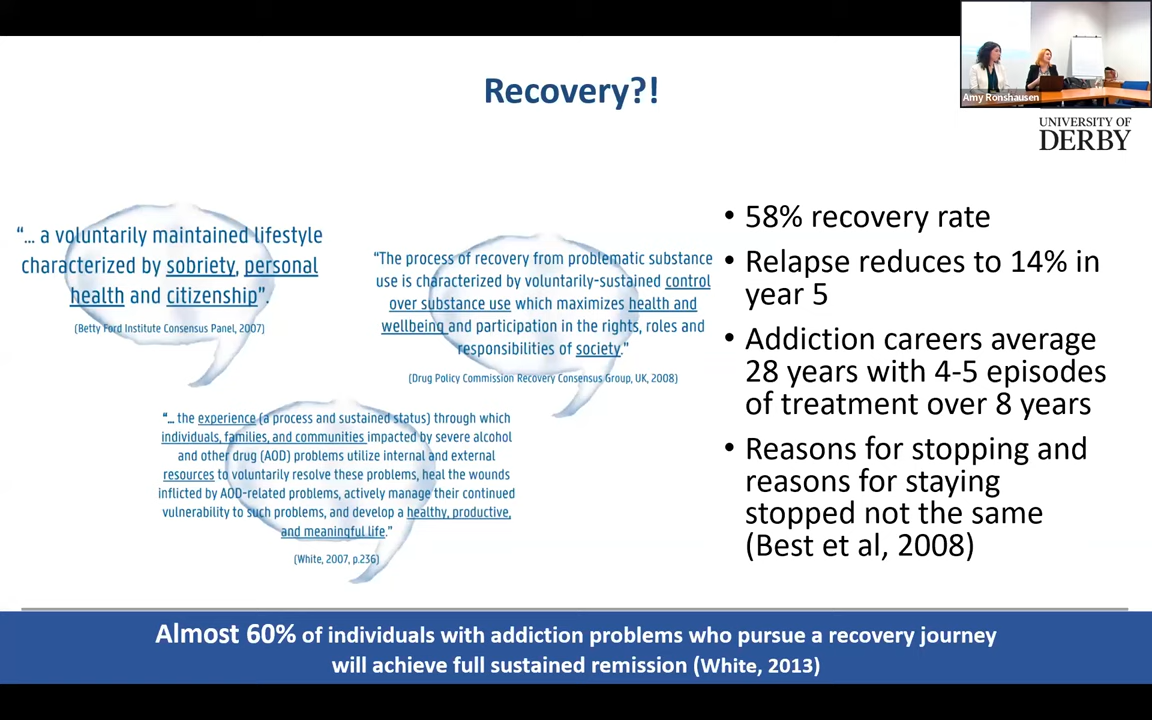 Recovery?!
Amy Ronshausen
UNIVERSITY OF
DERBY
“... a voluntarily maintained lifestyle
characterized by sobriety, personal
health and citizenship”.
(Betty Ford Institute Consensus Panel, 2007)
“The process of recovery from problematic substance
use is characterized by voluntarily-sustained control
over substance use which maximizes health and
wellbeing and participation in the rights, roles and
responsibilities of society.”
(Drug Policy Commission Recovery Consensus Group, UK, 2008)
“... the experience (a process and sustained status) through which
individuals, families, and communities impacted by severe alcohol
and other drug (AOD) problems utilize internal and external
resources to voluntarily resolve these problems, heal the wounds
inflicted by AOD-related problems, actively manage their continued
vulnerability to such problems, and develop a healthy, productive,
and meaningful life.”
(White, 2007, p.236)
• 58% recovery rate
• Relapse reduces to 14% in
year 5
• Addiction careers average
28 years with 4-5 episodes
of treatment over 8 years
• Reasons for stopping and
reasons for staying
stopped not the same
(Best et al, 2008)
Almost 60% of individuals with addiction problems who pursue a recovery journey
will achieve full sustained remission (White, 2013)